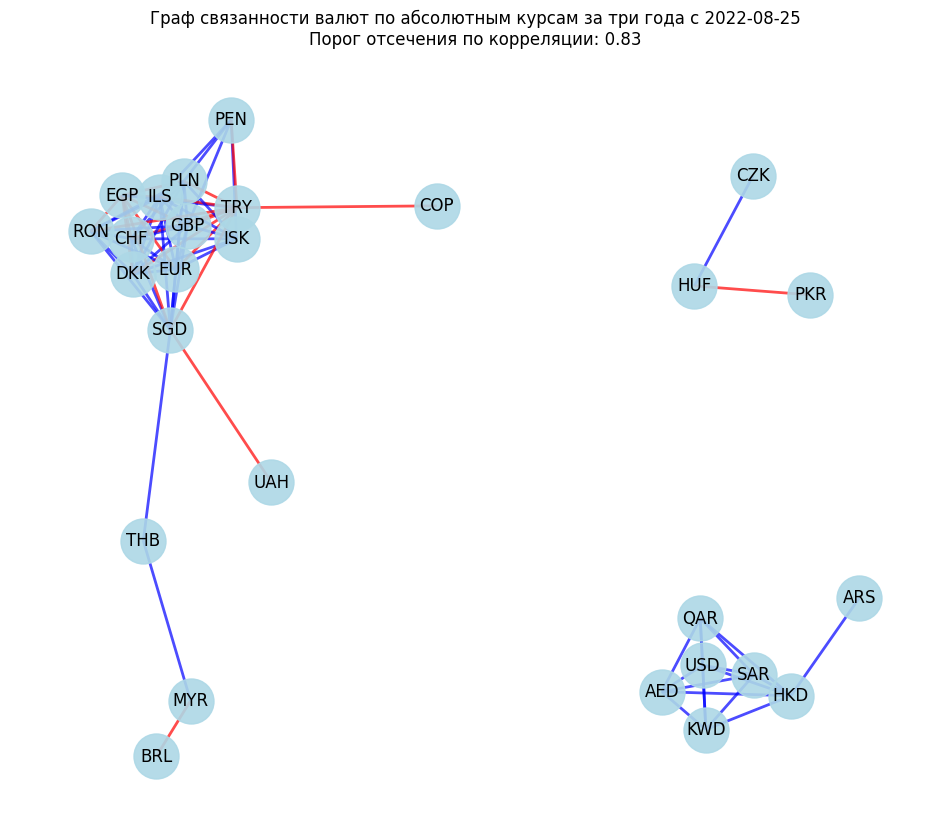 Граф связанности валют по абсолютным курсам за три года с 2022-08-25
Порог отсечения по корреляции: 0.83
PEN
CZK
PLN
EGP
ILS
TRY
COP
GBP
RON
CHF
ISK
DKK
EUR
HUF
PKR
SGD
UAH
THB
ARS
QAR
USD
SAR
AED
HKD
MYR
KWD
BRL